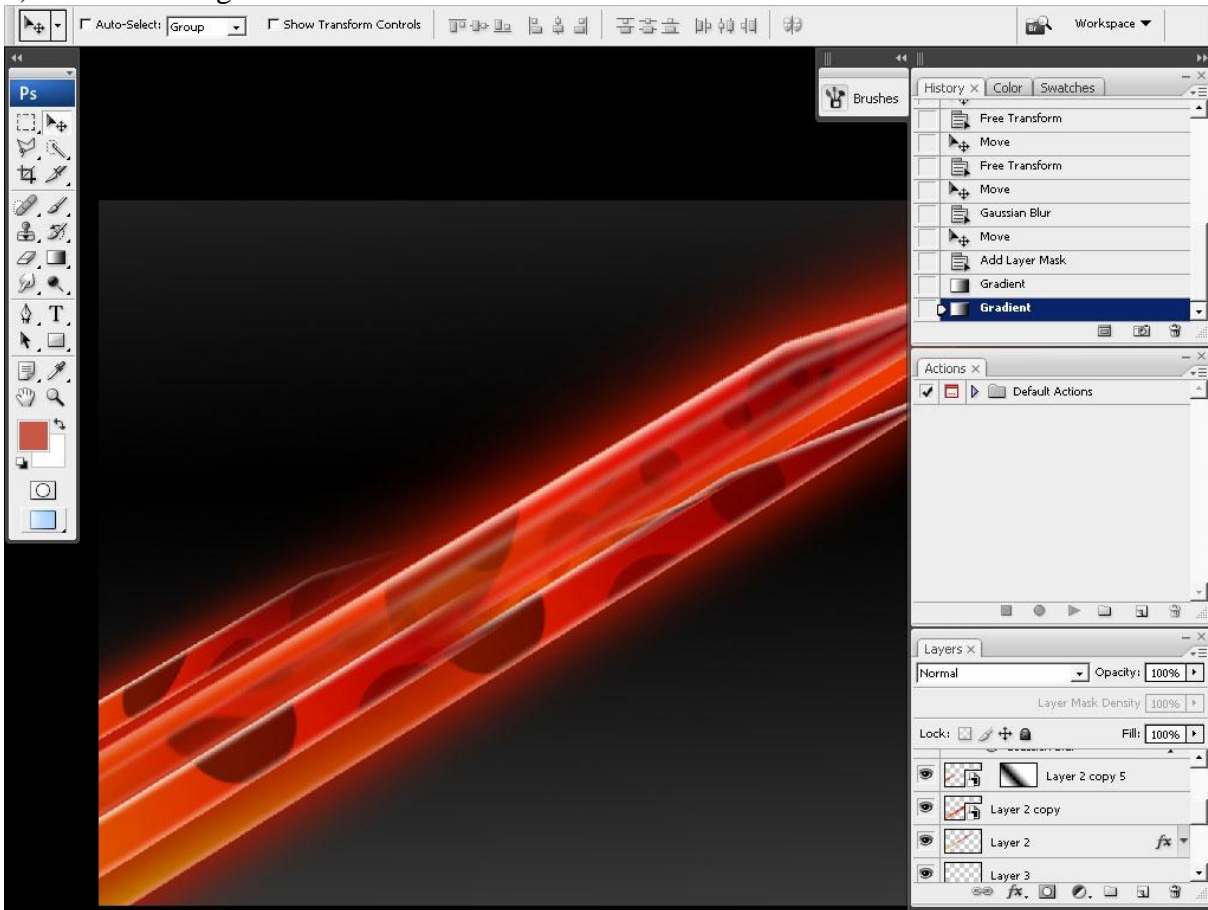 Auto-Select: Group Show Transform Controls Workspace
Ps
Brushes
History Color Swatches
Free Transform
Move
Free Transform
Move
Gaussian Blur
Move
Add Layer Mask
Gradient
Gradient
Actions
Default Actions
T
Layers
Normal Opacity: 100%
Layer Mask Density 100%
Lock: Fill: 100%
Layer 2 copy 5
Layer 2 copy
Layer 2 fx
Layer 3
fx.